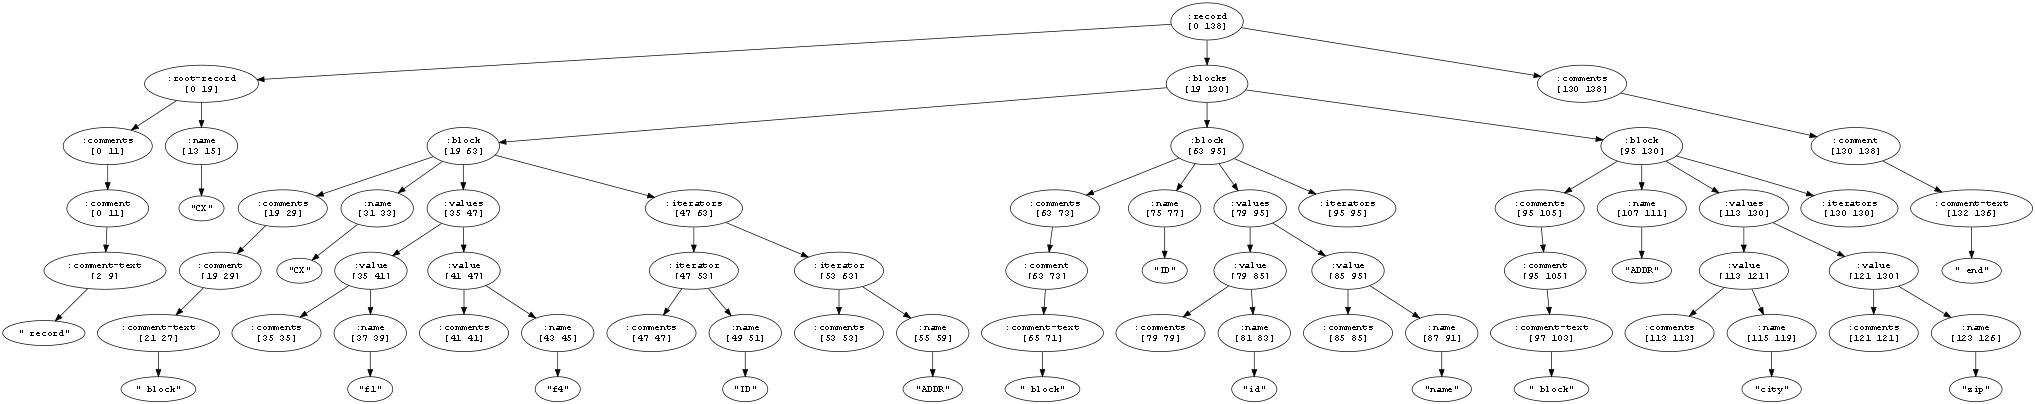 :record
[0 138]
:root-record
[0 19]
:blocks
[19 130]
:comments
[130 138]
:comments
[0 11]
:name
[13 15]
:block
[19 63]
:block
[63 95]
:block
[95 130]
:comment
[130 138]
:comment
[0 11]
"CX"
:comments
[19 29]
:name
[31 33]
:values
[35 47]
:iterators
[47 63]
:comments
[63 73]
:name
[75 77]
:values
[79 95]
:iterators
[95 95]
:comments
[95 105]
:name
[107 111]
:values
[113 130]
:iterators
[130 130]
:comment-text
[132 136]
:comment-text
[2 9]
:comment
[19 29]
"CX"
:value
[35 41]
:value
[41 47]
:iterator
[47 53]
:iterator
[53 63]
:comment
[63 73]
"ID"
:value
[79 85]
:value
[85 95]
:comment
[95 105]
"ADDR"
:value
[113 121]
:value
[121 130]
" end"
" record"
:comment-text
[21 27]
:comments
[35 35]
:name
[37 39]
:comments
[41 41]
:name
[43 45]
:comments
[47 47]
:name
[49 51]
:comments
[53 53]
:name
[55 59]
:comment-text
[65 71]
:comments
[79 79]
:name
[81 83]
:comments
[85 85]
:name
[87 91]
:comment-text
[97 103]
:comments
[113 113]
:name
[115 119]
:comments
[121 121]
:name
[123 126]
" block"
"f1"
"f4"
"ID"
"ADDR"
" block"
"id"
"name"
" block"
"city"
"zip"